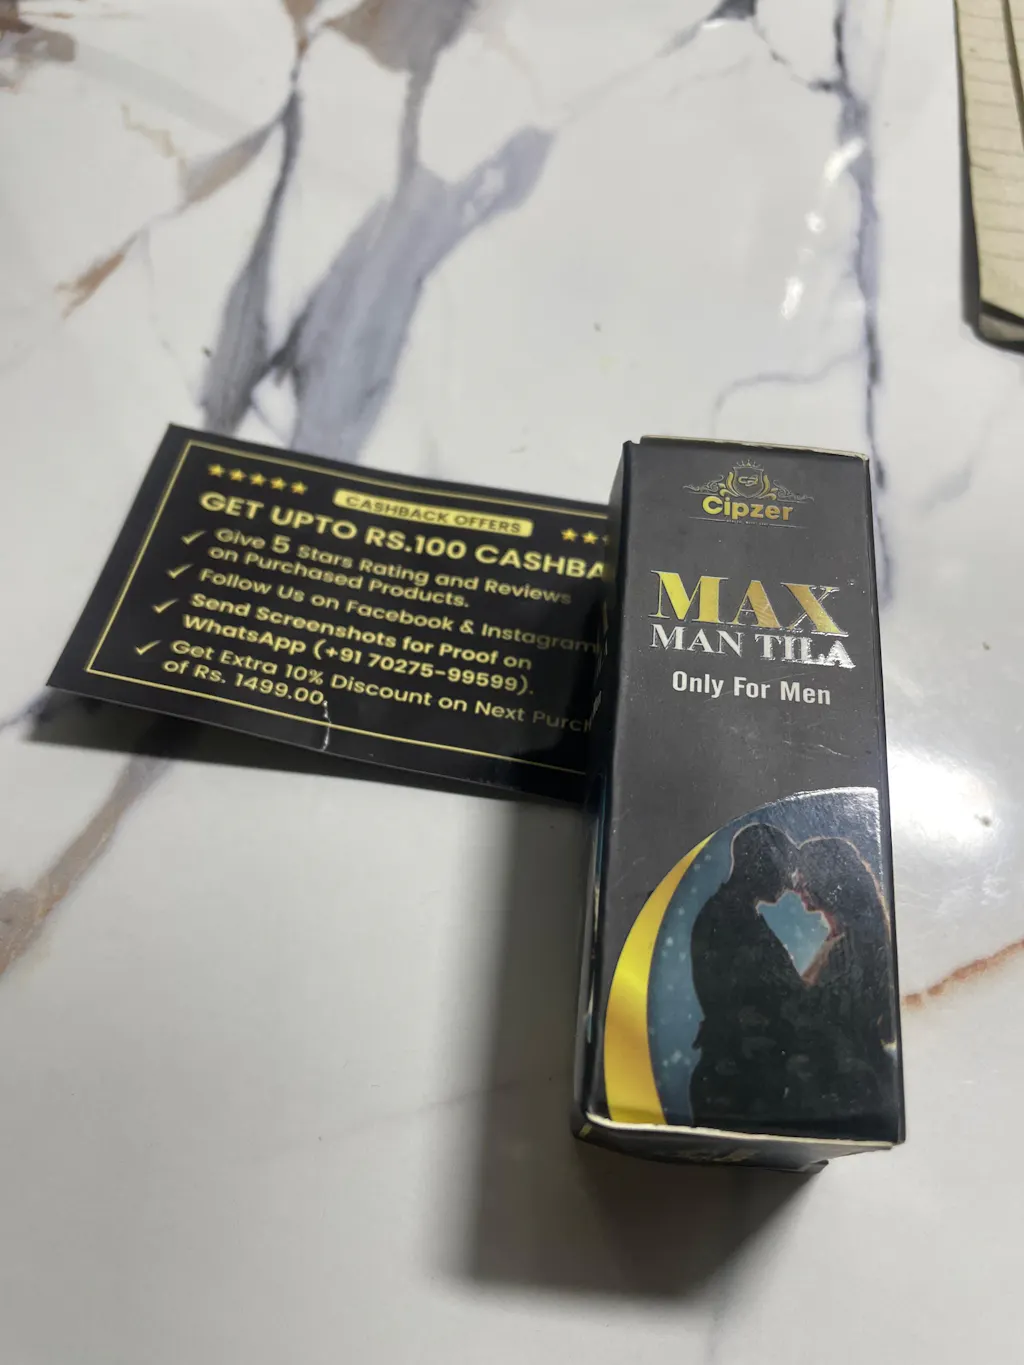 CASHBACK OFFERS
GET UPTO RS.100 CASHBA
✓ Give 5 Stars Rating and Reviews
on Purchased Products.
✓ Follow Us on Facebook & Instagram
✓ Send Screenshots for Proof on
WhatsApp (+91 70275-99599).
✓ Get Extra 10% Discount on Next Purch
of Rs. 1499.00.
Cipzer
MAX
MAN TILA
Only For Men